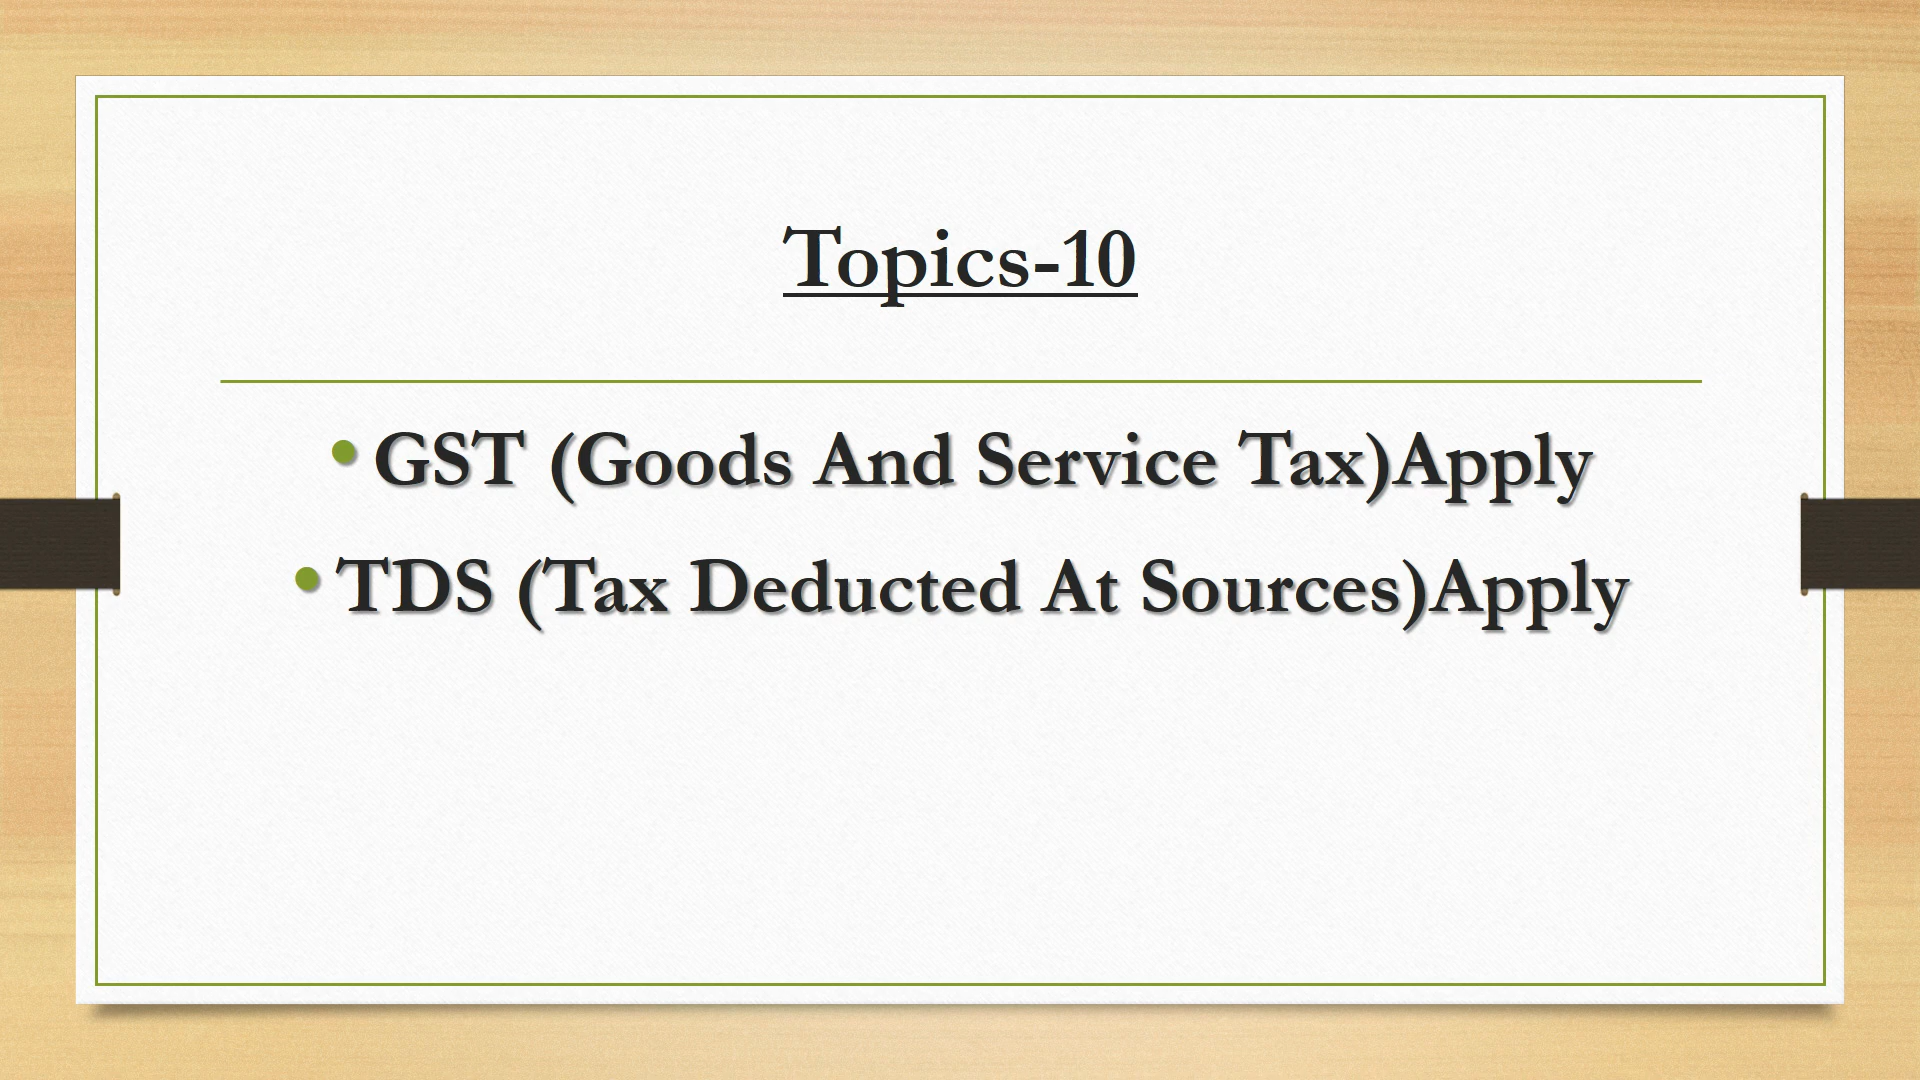 Topics-10
• GST (Goods And Service Tax)Apply
• TDS (Tax Deducted At Sources)Apply